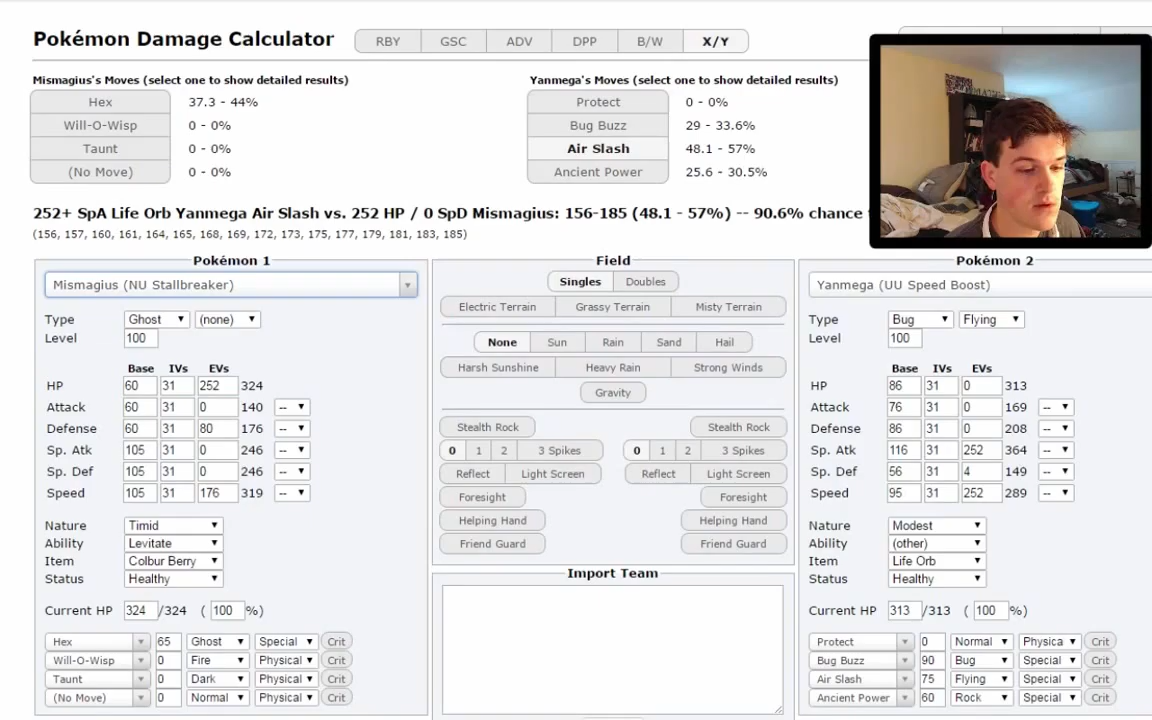 Pokémon Damage Calculator RBY GSC ADV DPP B/W X/Y
Mismagius's Moves (select one to show detailed results) Yanmega's Moves (select one to show detailed results)
Hex 37.3 - 44% Protect 0 - 0%
Will-O-Wisp 0 - 0% Bug Buzz 29 - 33.6%
Taunt 0 - 0% Air Slash 48.1 - 57%
(No Move) 0 - 0% Ancient Power 25.6 - 30.5%
252+ SpA Life Orb Yanmega Air Slash vs. 252 HP / 0 SpD Mismagius: 156-185 (48.1 - 57%) -- 90.6% chance
(156, 157, 160, 161, 164, 165, 168, 169, 172, 173, 175, 177, 179, 181, 183, 185)
Pokémon 1 Field Pokémon 2
Mismagius (NU Stallbreaker) Singles Doubles Yanmega (UU Speed Boost)
Electric Terrain Grassy Terrain Misty Terrain
Type Ghost (none) Type Bug Flying
Level 100 None Sun Rain Sand Hail Level 100
Base IVs EVs Harsh Sunshine Heavy Rain Strong Winds Base IVs EVs
HP 60 31 252 324 Gravity HP 86 31 0 313
Attack 60 31 0 140 -- Attack 76 31 0 169 --
Defense 60 31 80 176 -- Stealth Rock Stealth Rock Defense 86 31 0 208 --
Sp. Atk 105 31 0 246 -- 0 1 2 3 Spikes 0 1 2 3 Spikes Sp. Atk 116 31 252 364 --
Sp. Def 105 31 0 246 -- Reflect Light Screen Reflect Light Screen Sp. Def 56 31 4 149 --
Speed 105 31 176 319 -- Foresight Foresight Speed 95 31 252 289 --
Nature Timid Helping Hand Helping Hand Nature Modest
Ability Levitate Friend Guard Friend Guard Ability (other)
Item Colbur Berry Item Life Orb
Status Healthy Import Team Status Healthy
Current HP 324 /324 ( 100 %) Current HP 313 /313 ( 100 %)
Hex 65 Ghost Special Crit Protect 0 Normal Physica Crit
Will-O-Wisp 0 Fire Physical Crit Bug Buzz 90 Bug Special Crit
Taunt 0 Dark Physical Crit Air Slash 75 Flying Special Crit
(No Move) 0 Normal Physical Crit Ancient Power 60 Rock Special Crit